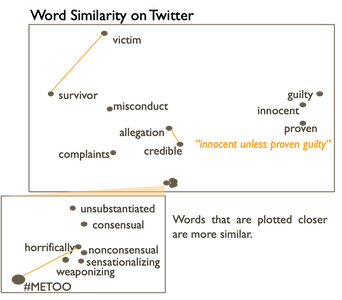 Word Similarity on Twitter
victim
survivor
guilty
misconduct
innocent
allegation
proven
complaints
credible
"innocent unless proven guilty"
unsubstantiated
consensual
horrifically
nonconsensual
sensationalizing
weaponizing
#METOO
Words that are plotted closer
are more similar.